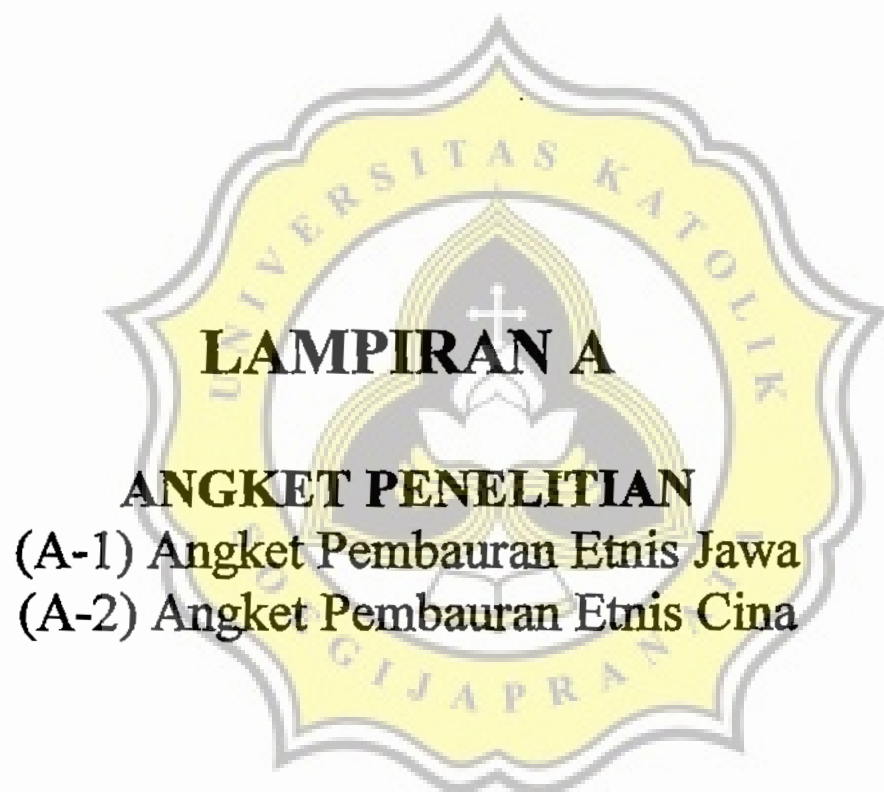 UNIVERSITAS KATOLIK
LAMPIRAN A
ANGKET PENELITIAN
(A-1) Angket Pembauran Etnis Jawa
(A-2) Angket Pembauran Etnis Cina
SOEGIJAPRANATA